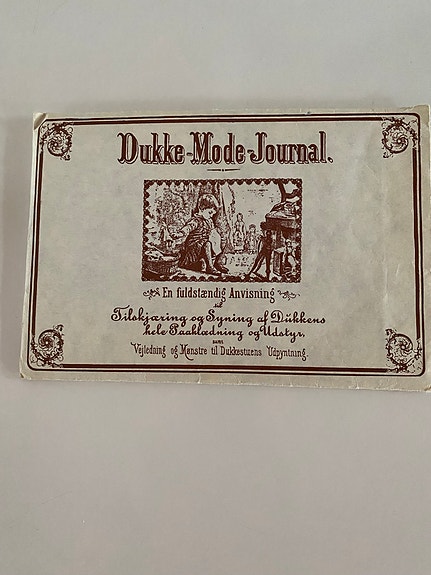 Dukke-Mode-Journal.
En fuldstændig Anvisning
til
Tilskjæring og Syning af Dükkens
hele Paaklædning og Udstyr,
samt
Vejledning og Mønstre til Dukkestuens Udpyntning.